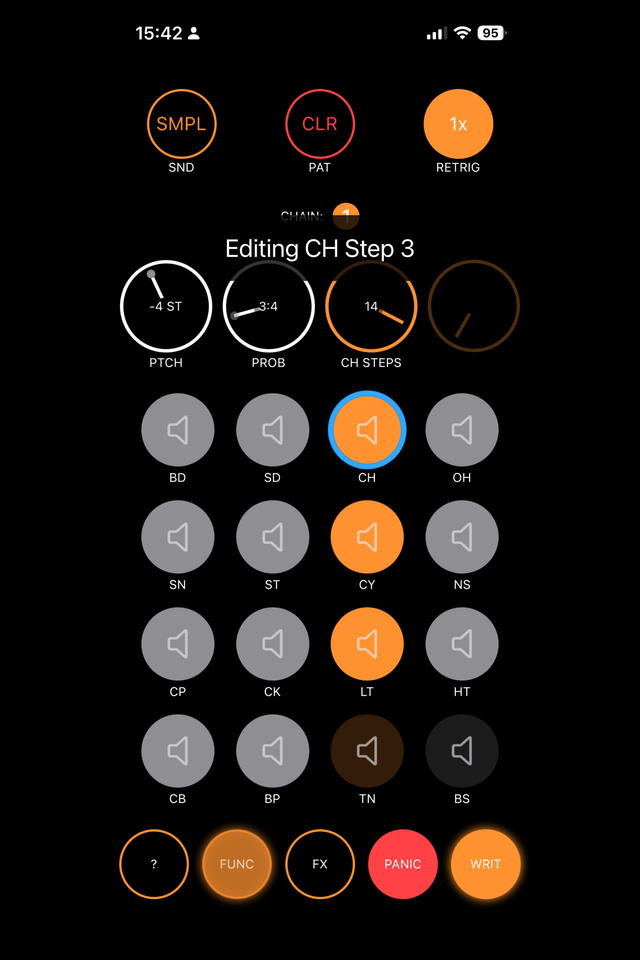 15:42
95
SMPL
CLR
1x
SND
PAT
RETRIG
CHAIN: 1
Editing CH Step 3
-4 ST
3:4
14
PTCH
PROB
CH STEPS
BD
SD
CH
OH
SN
ST
CY
NS
CP
CK
LT
HT
CB
BP
TN
BS
?
FUNC
FX
PANIC
WRIT